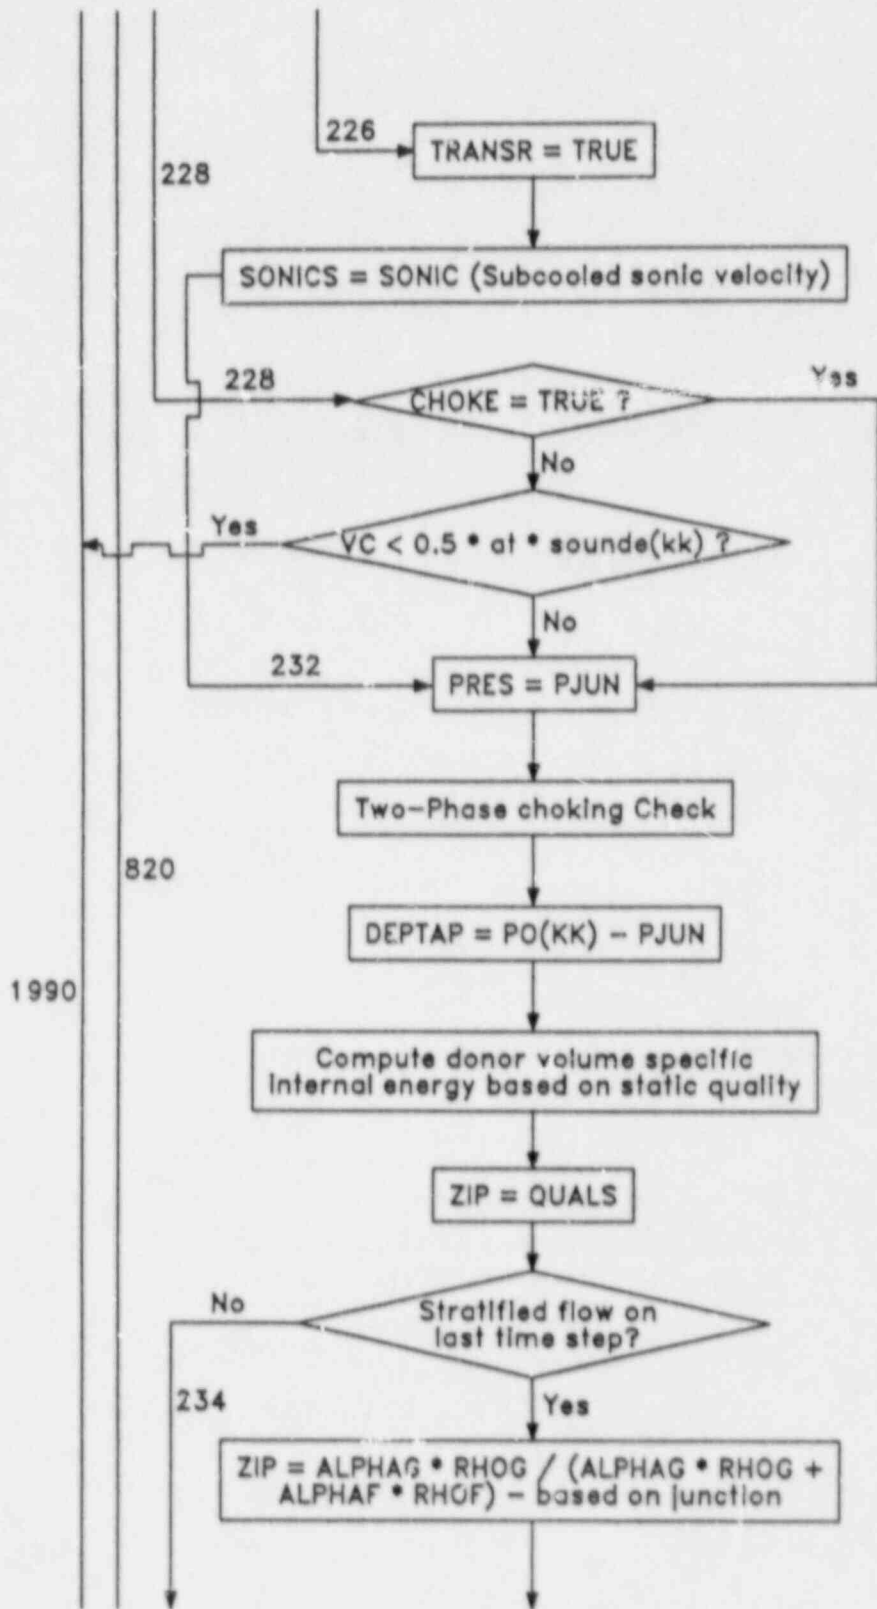 226
TRANSR = TRUE
228
SONICS = SONIC (Subcooled sonic velocity)
228
CHOKE = TRUE ?
Yes
No
Yes
VC < 0.5 * at * sounde(kk) ?
No
232
PRES = PJUN
Two-Phase choking Check
820
DEPTAP = PO(KK) - PJUN
1990
Compute donor volume specific
internal energy based on static quality
ZIP = QUALS
No
Stratified flow on
last time step?
234
Yes
ZIP = ALPHAG * RHOG / (ALPHAG * RHOG +
ALPHAF * RHOF) - based on junction